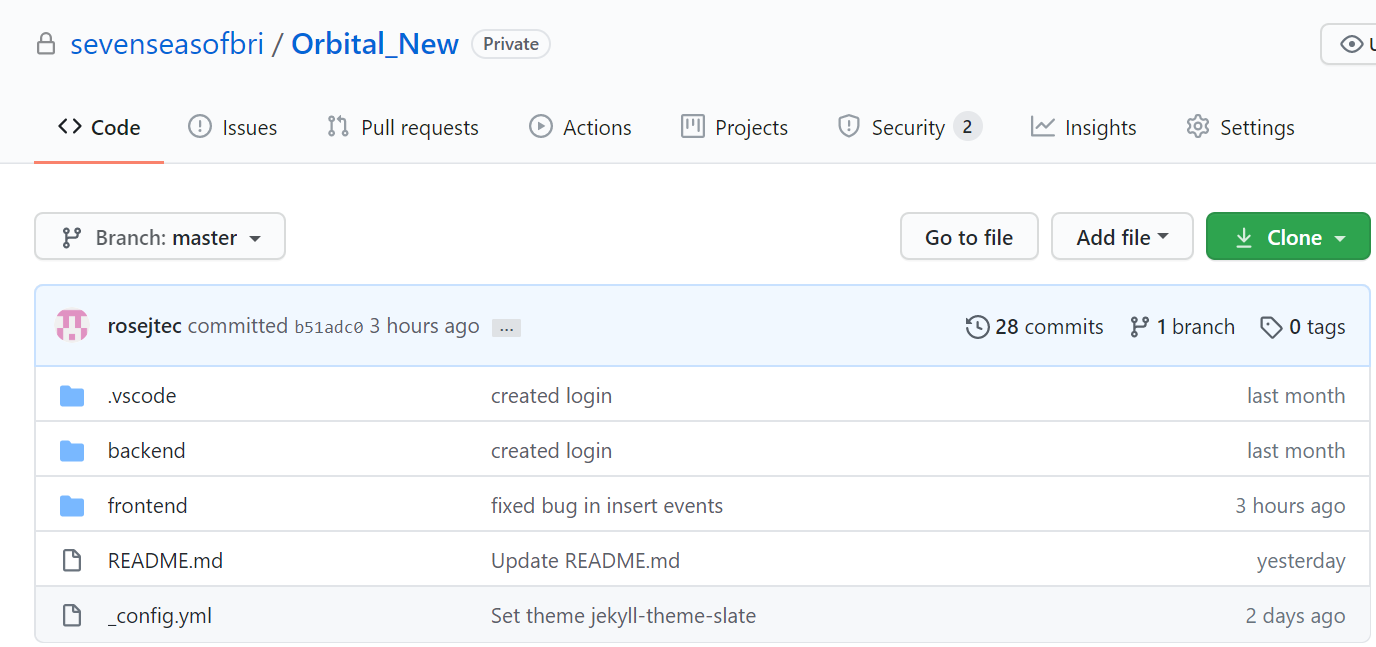 sevenseasofbri / Orbital_New Private
Code Issues Pull requests Actions Projects Security 2 Insights Settings
Branch: master Go to file Add file Clone
rosejtec committed b51adc0 3 hours ago ... 28 commits 1 branch 0 tags
.vscode created login last month
backend created login last month
frontend fixed bug in insert events 3 hours ago
README.md Update README.md yesterday
_config.yml Set theme jekyll-theme-slate 2 days ago